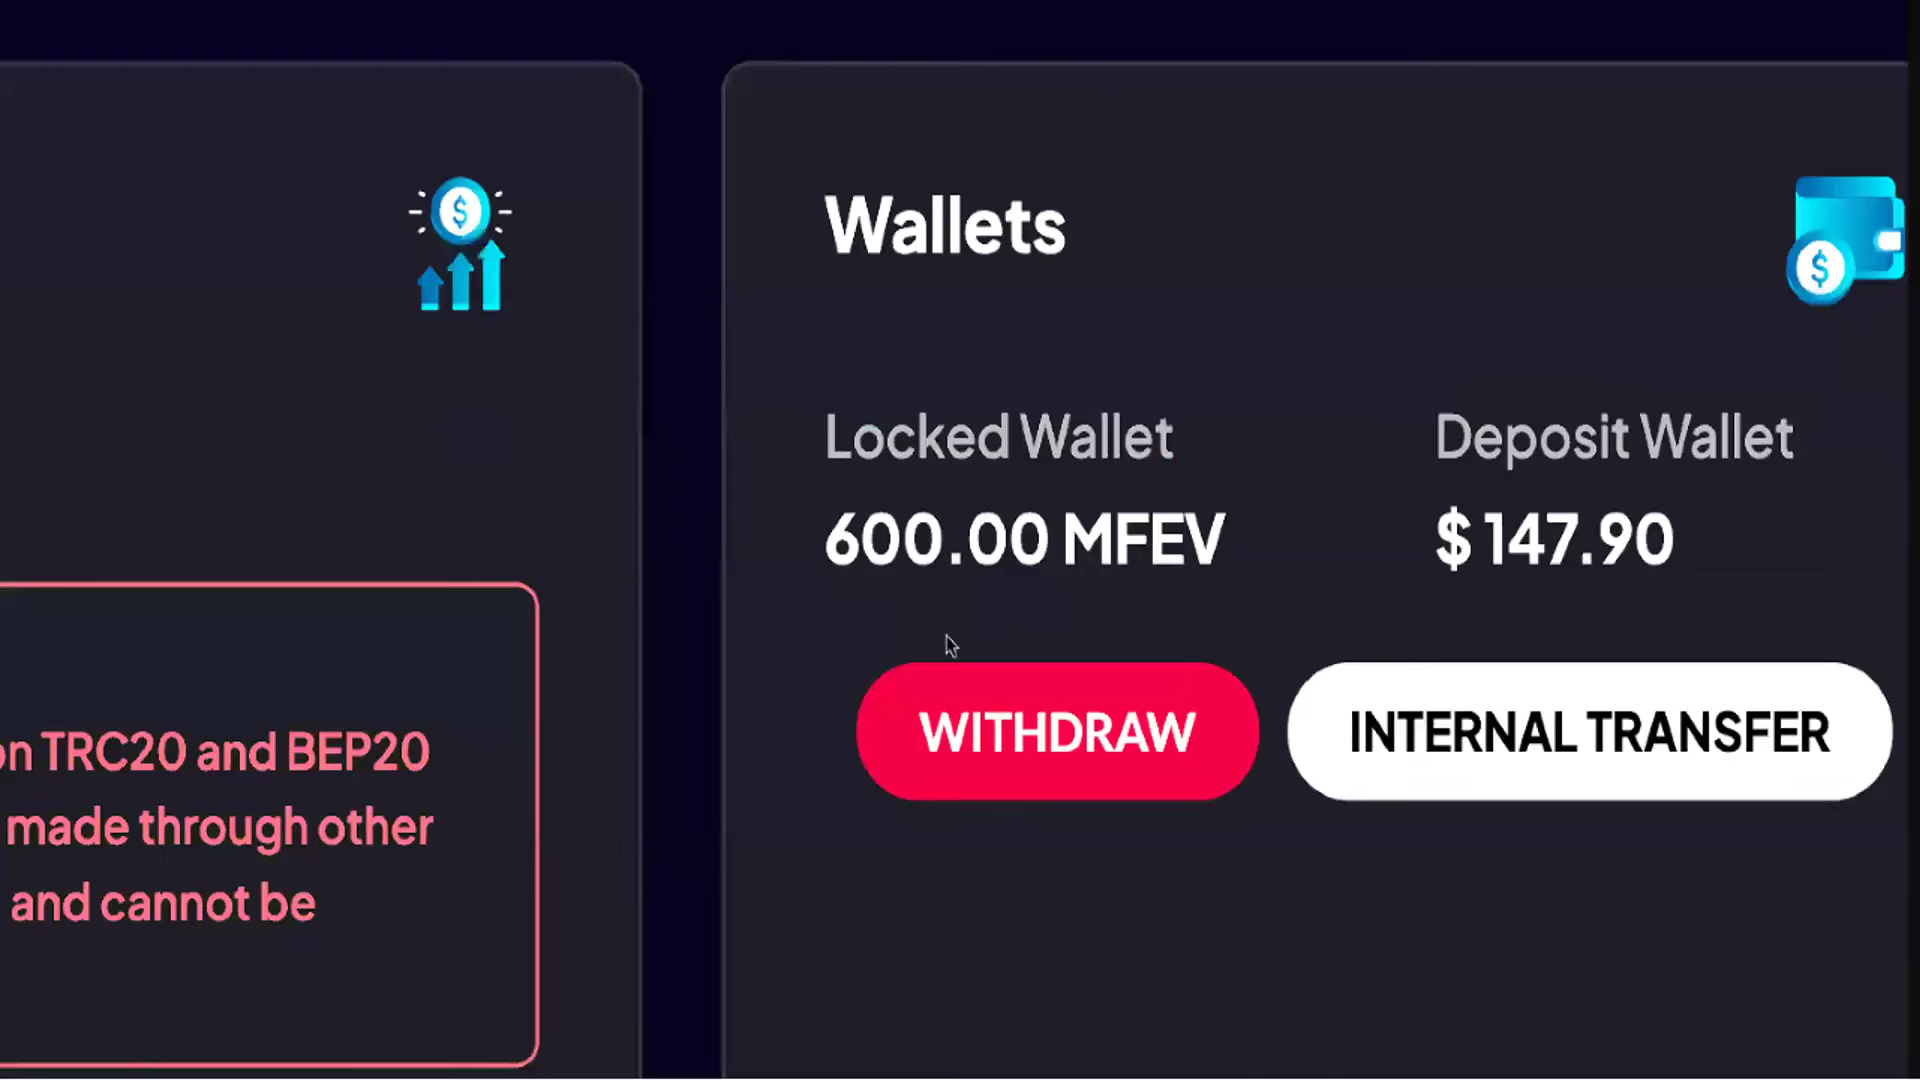 Wallets
Locked Wallet
Deposit Wallet
600.00 MFEV
$ 147.90
WITHDRAW
INTERNAL TRANSFER
on TRC20 and BEP20
made through other
and cannot be